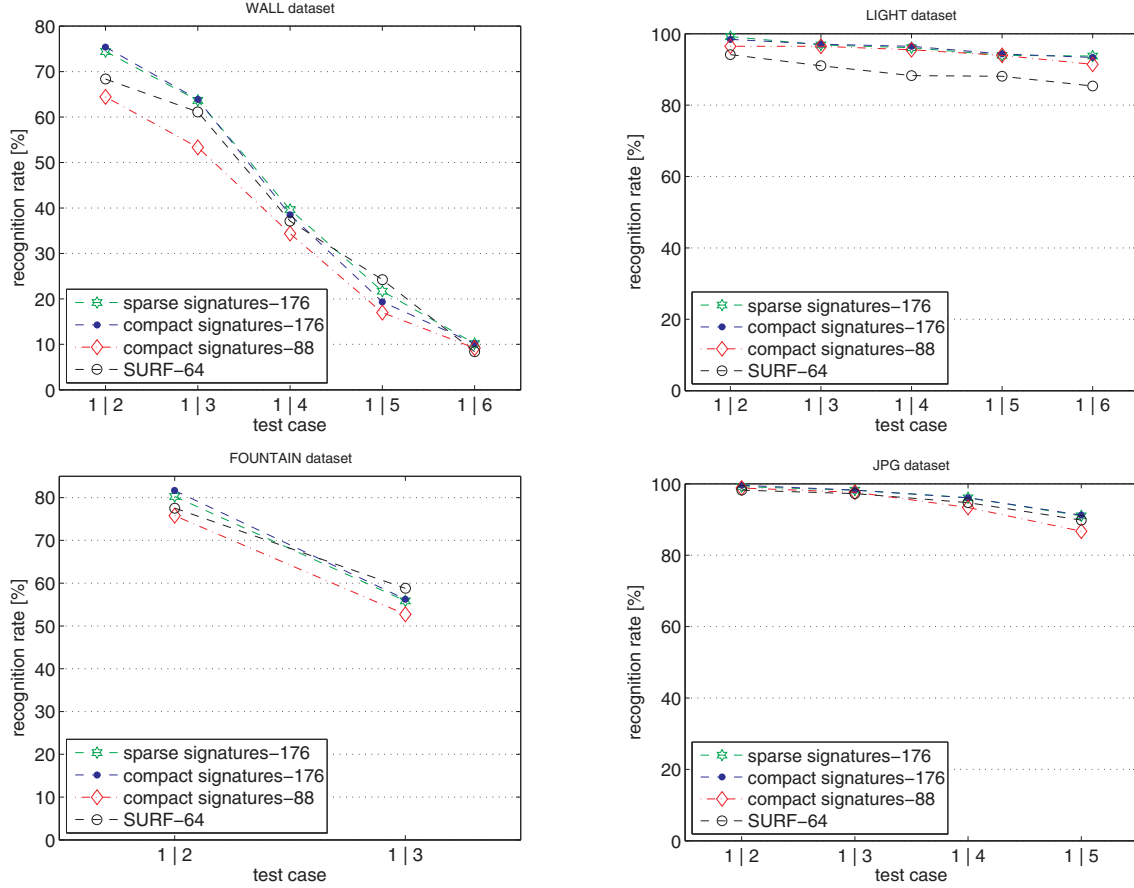 WALL dataset
80
70
60
50
40
30
20
10
0
recognition rate [%]
sparse signatures−176
compact signatures−176
compact signatures−88
SURF−64
1 | 2 1 | 3 1 | 4 1 | 5 1 | 6
test case
LIGHT dataset
100
80
60
40
20
0
recognition rate [%]
sparse signatures−176
compact signatures−176
compact signatures−88
SURF−64
1 | 2 1 | 3 1 | 4 1 | 5 1 | 6
test case
FOUNTAIN dataset
80
70
60
50
40
30
20
10
0
recognition rate [%]
sparse signatures−176
compact signatures−176
compact signatures−88
SURF−64
1 | 2 1 | 3
test case
JPG dataset
100
80
60
40
20
0
recognition rate [%]
sparse signatures−176
compact signatures−176
compact signatures−88
SURF−64
1 | 2 1 | 3 1 | 4 1 | 5
test case